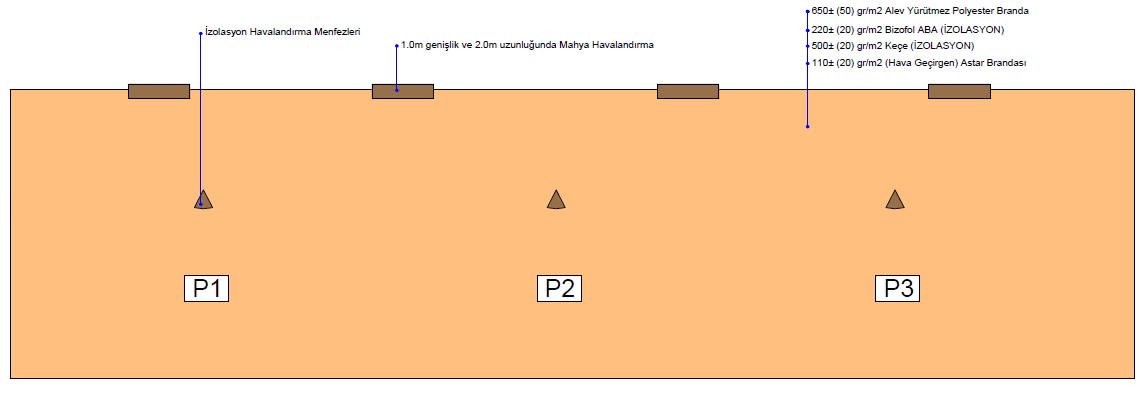 İzolasyon Havalandırma Menfezleri
1.0m genişlik ve 2.0m uzunluğunda Mahya Havalandırma
650± (50) gr/m2 Alev Yürütmez Polyester Branda
220± (20) gr/m2 Bizofol ABA (İZOLASYON)
500± (20) gr/m2 Keçe (İZOLASYON)
110± (20) gr/m2 (Hava Geçirgen) Astar Brandası
P1
P2
P3